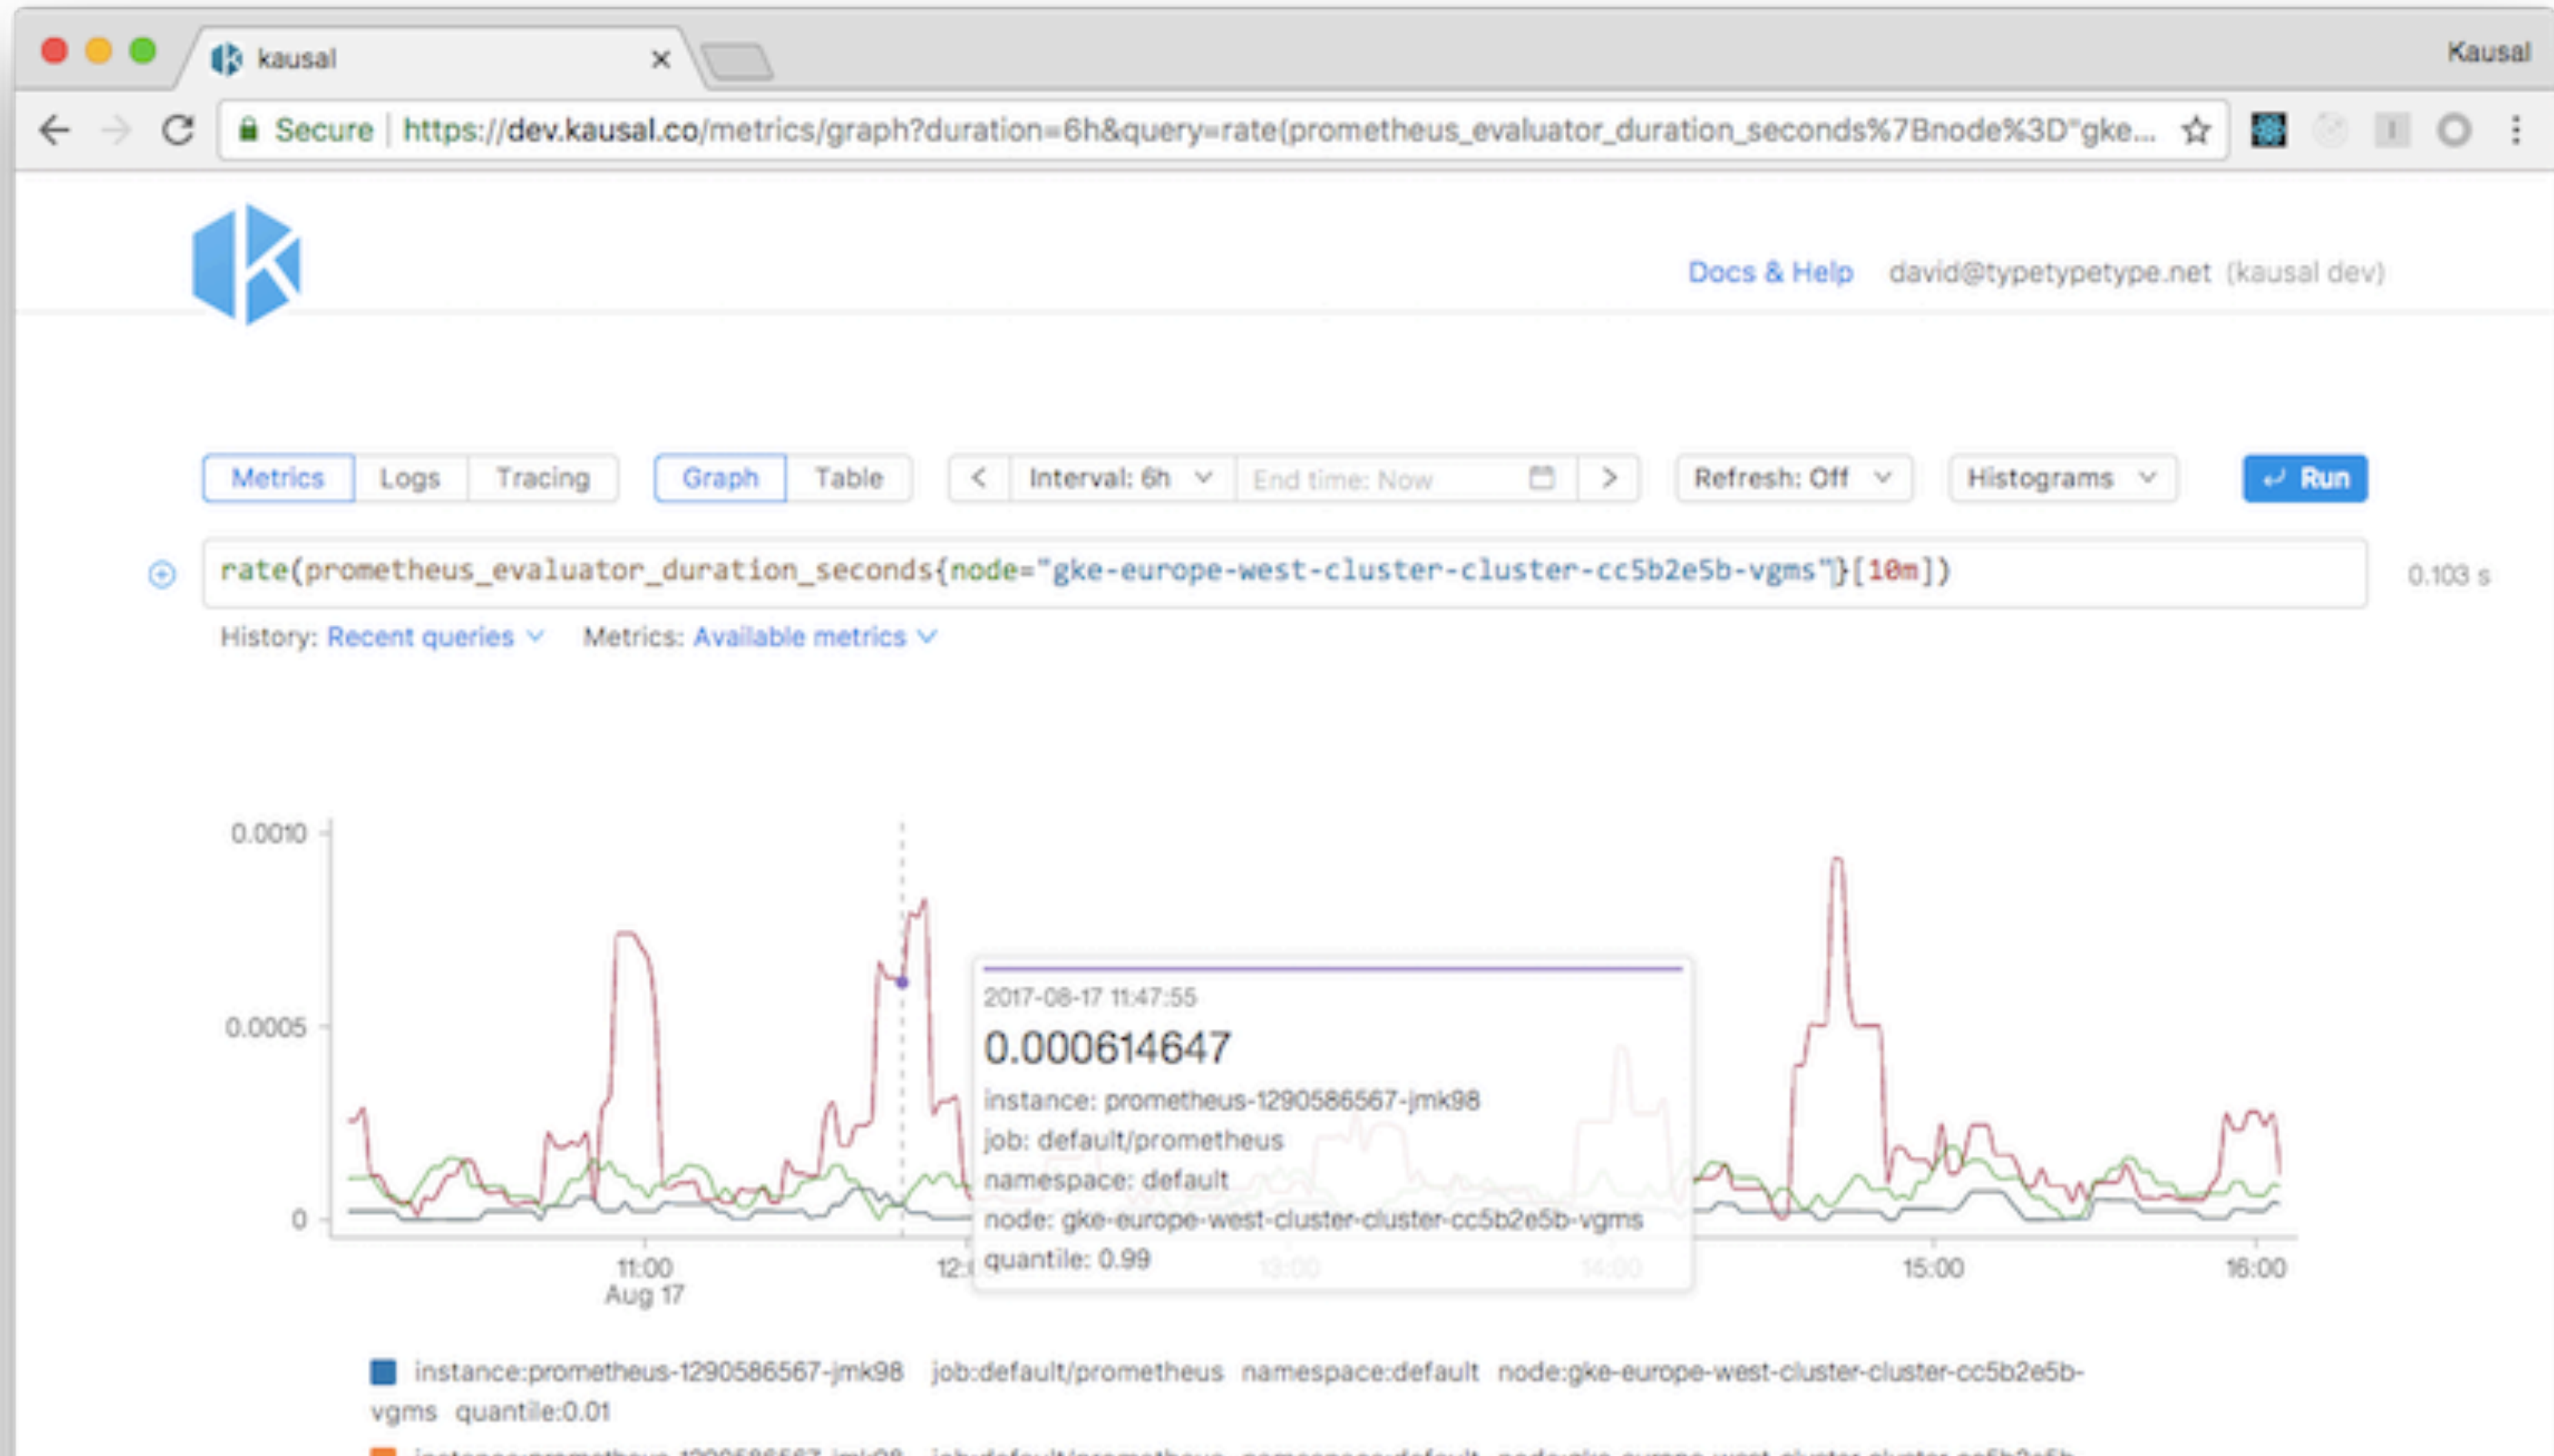 kausal
Kausal
Secure https://dev.kausal.co/metrics/graph?duration=6h&query=rate(prometheus_evaluator_duration_seconds%7Bnode%3D"gke...
Docs & Help david@typetypetype.net (kausal dev)
Metrics Logs Tracing Graph Table Interval: 6h End time: Now Refresh: Off Histograms Run
rate(prometheus_evaluator_duration_seconds{node="gke-europe-west-cluster-cluster-cc5b2e5b-vgms"}[10m]) 0.103 s
History: Recent queries Metrics: Available metrics
0.0010
0.0005
0
2017-08-17 11:47:55
0.000614647
instance: prometheus-1290586567-jmk98
job: default/prometheus
namespace: default
node: gke-europe-west-cluster-cluster-cc5b2e5b-vgms
quantile: 0.99
11:00 12:0 13:00 14:00 15:00 16:00
Aug 17
instance:prometheus-1290586567-jmk98 job:default/prometheus namespace:default node:gke-europe-west-cluster-cluster-cc5b2e5b-
vgms quantile:0.01